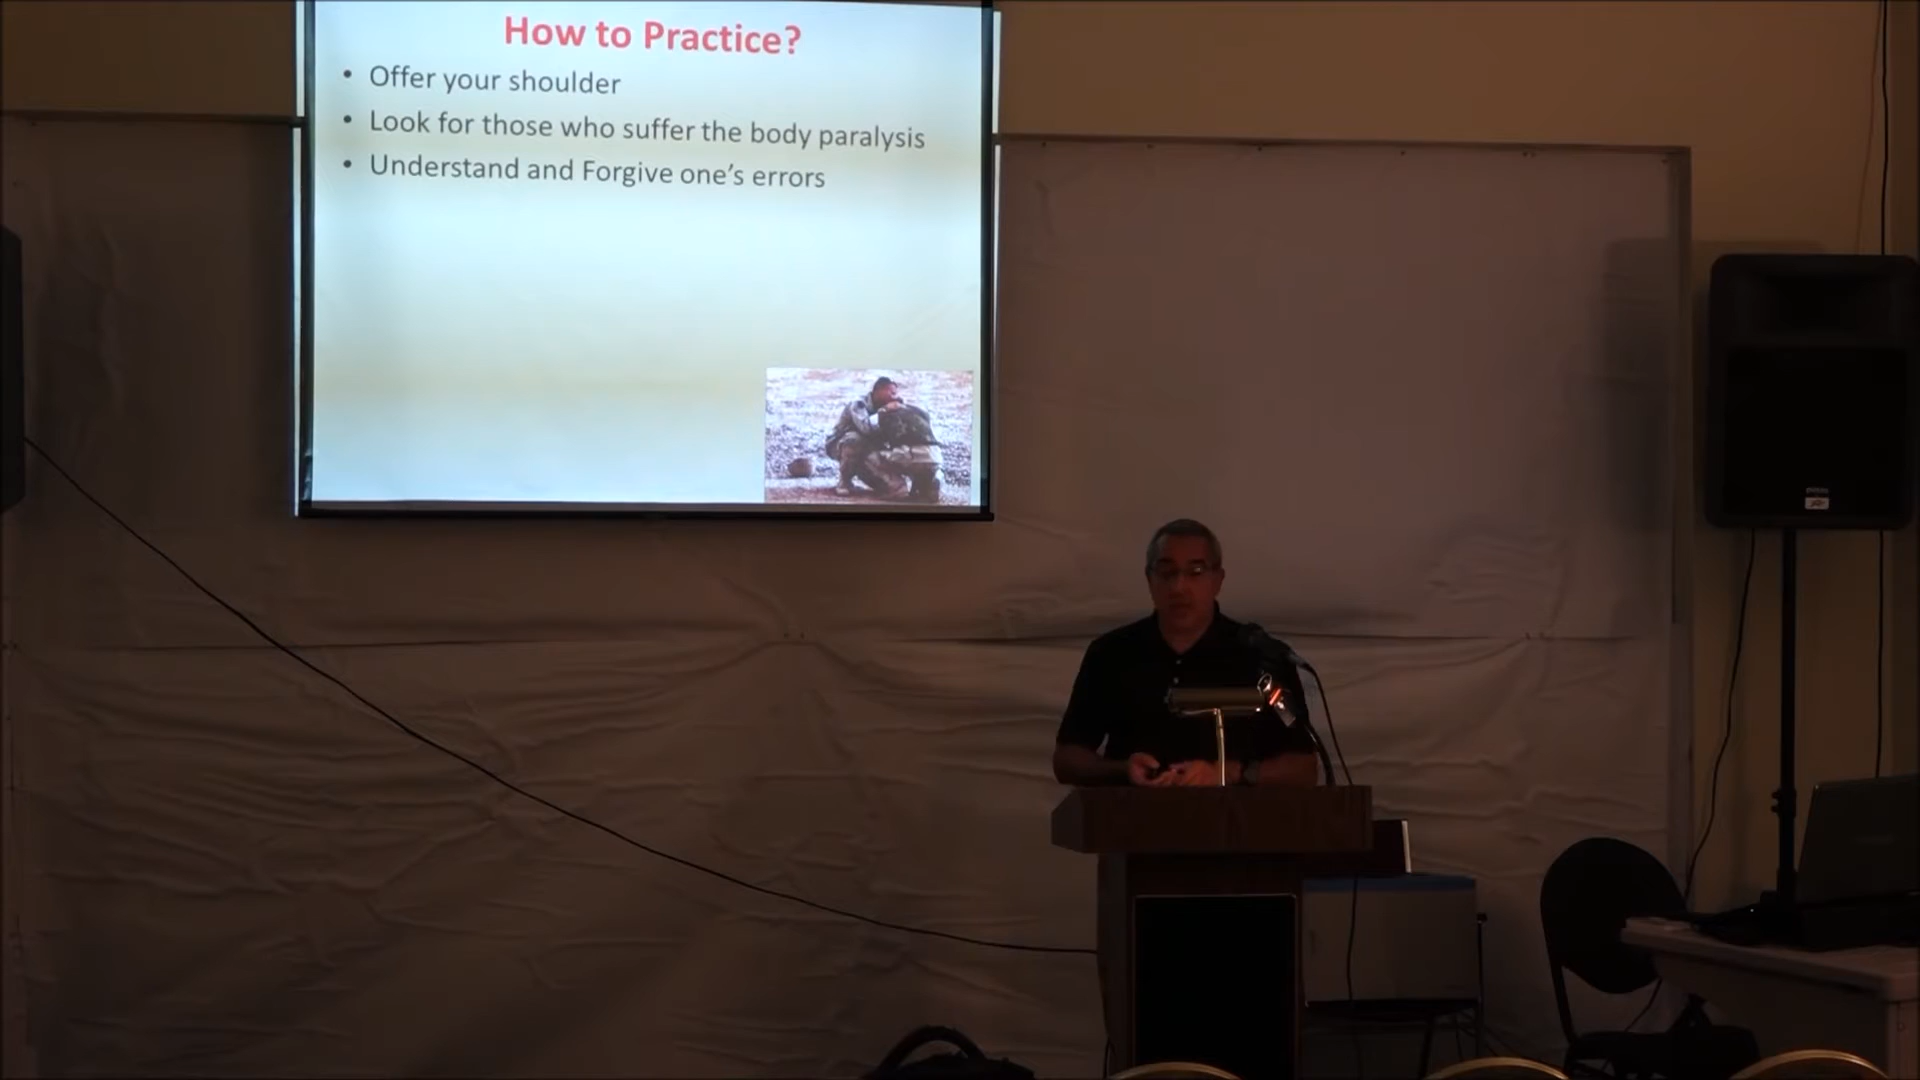 How to Practice?
• Offer your shoulder
• Look for those who suffer the body paralysis
• Understand and Forgive one's errors